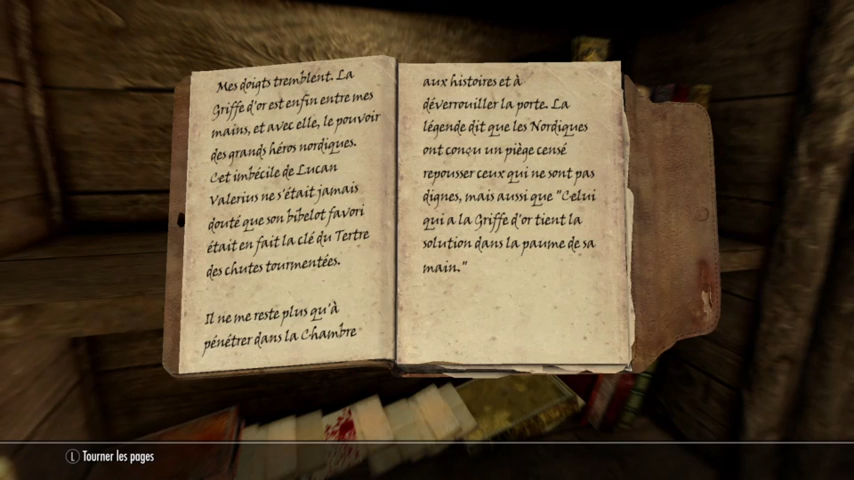 Mes doigts tremblent. La
Griffe d'or est enfin entre mes
mains, et avec elle, le pouvoir
des grands héros nordiques.
Cet imbécile de Lucan
Valerius ne s'était jamais
douté que son bibelot favori
était en fait la clé du Tertre
des chutes tourmentées.
Il ne me reste plus qu'à
pénétrer dans la Chambre
aux histoires et à
déverrouiller la porte. La
légende dit que les Nordiques
ont conçu un piège censé
repousser ceux qui ne sont pas
dignes, mais aussi que "Celui
qui a la Griffe d'or tient la
solution dans la paume de sa
main."
L Tourner les pages